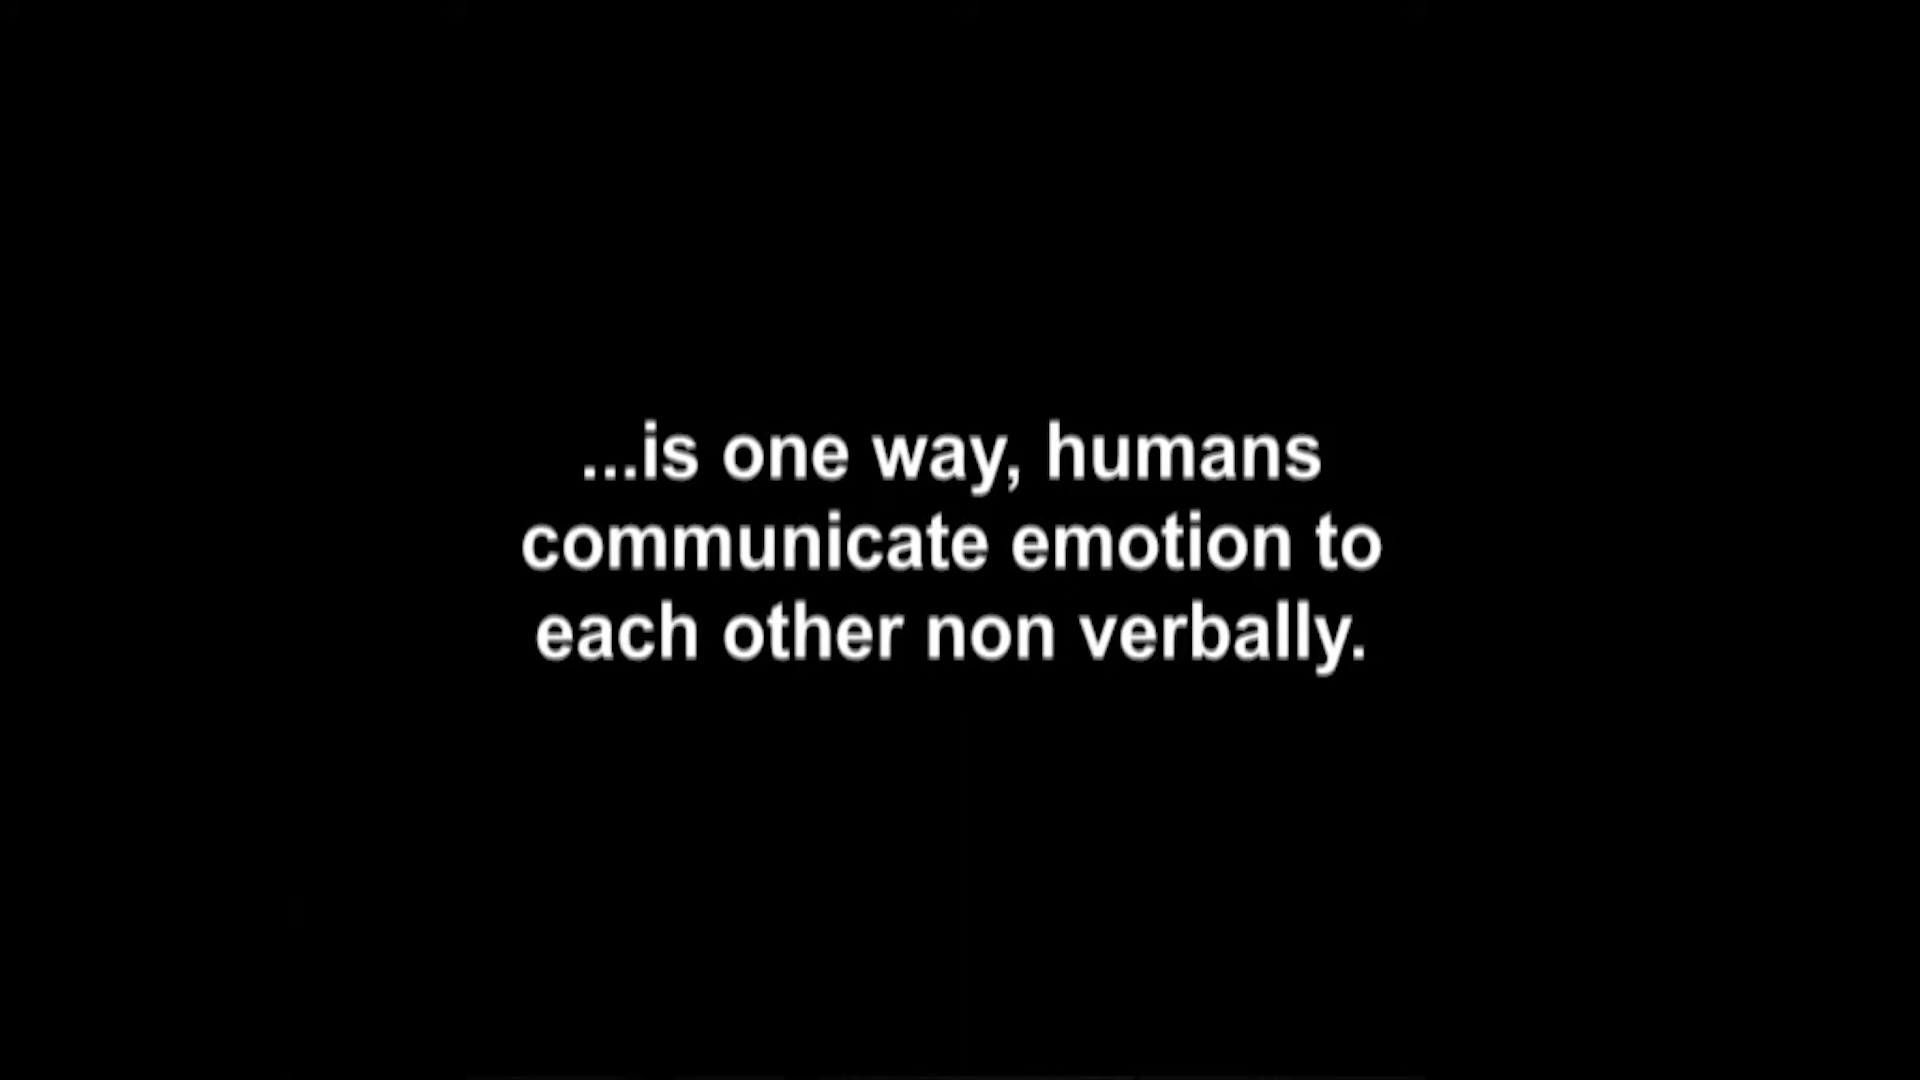 ...is one way, humans
communicate emotion to
each other non verbally.